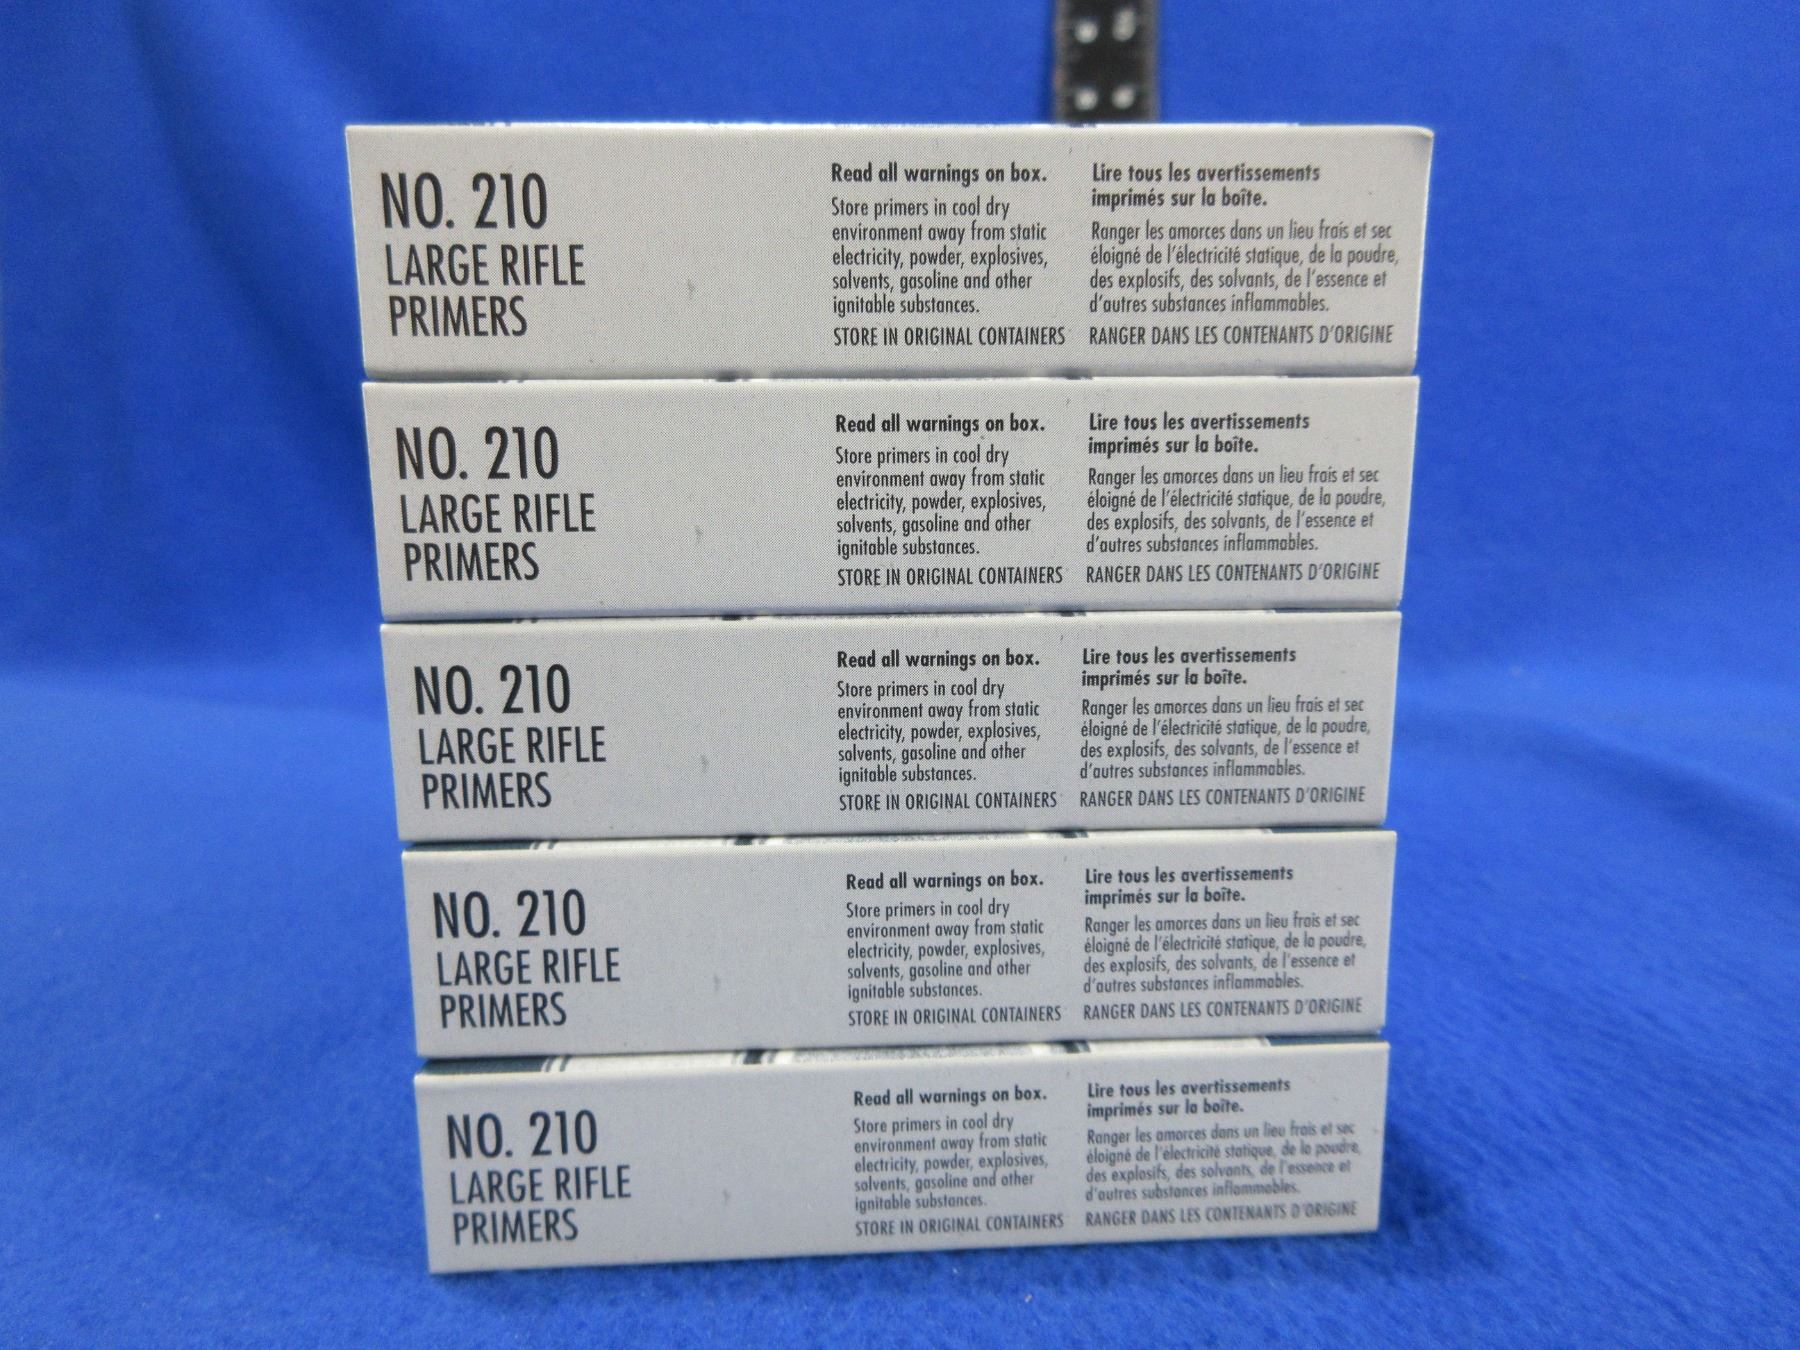 NO. 210
LARGE RIFLE
PRIMERS
Read all warnings on box.
Store primers in cool dry
environment away from static
electricity, powder, explosives,
solvents, gasoline and other
ignitable substances.
STORE IN ORIGINAL CONTAINERS
Lire tous les avertissements
imprimés sur la boîte.
Ranger les amorces dans un lieu frais et sec
éloigné de l'électricité statique, de la poudre,
des explosifs, des solvants, de l'essence et
d'autres substances inflammables.
RANGER DANS LES CONTENANTS D'ORIGINE
NO. 210
LARGE RIFLE
PRIMERS
Read all warnings on box.
Store primers in cool dry
environment away from static
electricity, powder, explosives,
solvents, gasoline and other
ignitable substances.
STORE IN ORIGINAL CONTAINERS
Lire tous les avertissements
imprimés sur la boîte.
Ranger les amorces dans un lieu frais et sec
éloigné de l'électricité statique, de la poudre,
des explosifs, des solvants, de l'essence et
d'autres substances inflammables.
RANGER DANS LES CONTENANTS D'ORIGINE
NO. 210
LARGE RIFLE
PRIMERS
Read all warnings on box.
Store primers in cool dry
environment away from static
electricity, powder, explosives,
solvents, gasoline and other
ignitable substances.
STORE IN ORIGINAL CONTAINERS
Lire tous les avertissements
imprimés sur la boîte.
Ranger les amorces dans un lieu frais et sec
éloigné de l'électricité statique, de la poudre,
des explosifs, des solvants, de l'essence et
d'autres substances inflammables.
RANGER DANS LES CONTENANTS D'ORIGINE
NO. 210
LARGE RIFLE
PRIMERS
Read all warnings on box.
Store primers in cool dry
environment away from static
electricity, powder, explosives,
solvents, gasoline and other
ignitable substances.
STORE IN ORIGINAL CONTAINERS
Lire tous les avertissements
imprimés sur la boîte.
Ranger les amorces dans un lieu frais et sec
éloigné de l'électricité statique, de la poudre,
des explosifs, des solvants, de l'essence et
d'autres substances inflammables.
RANGER DANS LES CONTENANTS D'ORIGINE
NO. 210
LARGE RIFLE
PRIMERS
Read all warnings on box.
Store primers in cool dry
environment away from static
electricity, powder, explosives,
solvents, gasoline and other
ignitable substances.
STORE IN ORIGINAL CONTAINERS
Lire tous les avertissements
imprimés sur la boîte.
Ranger les amorces dans un lieu frais et sec
éloigné de l'électricité statique, de la poudre,
des explosifs, des solvants, de l'essence et
d'autres substances inflammables.
RANGER DANS LES CONTENANTS D'ORIGINE